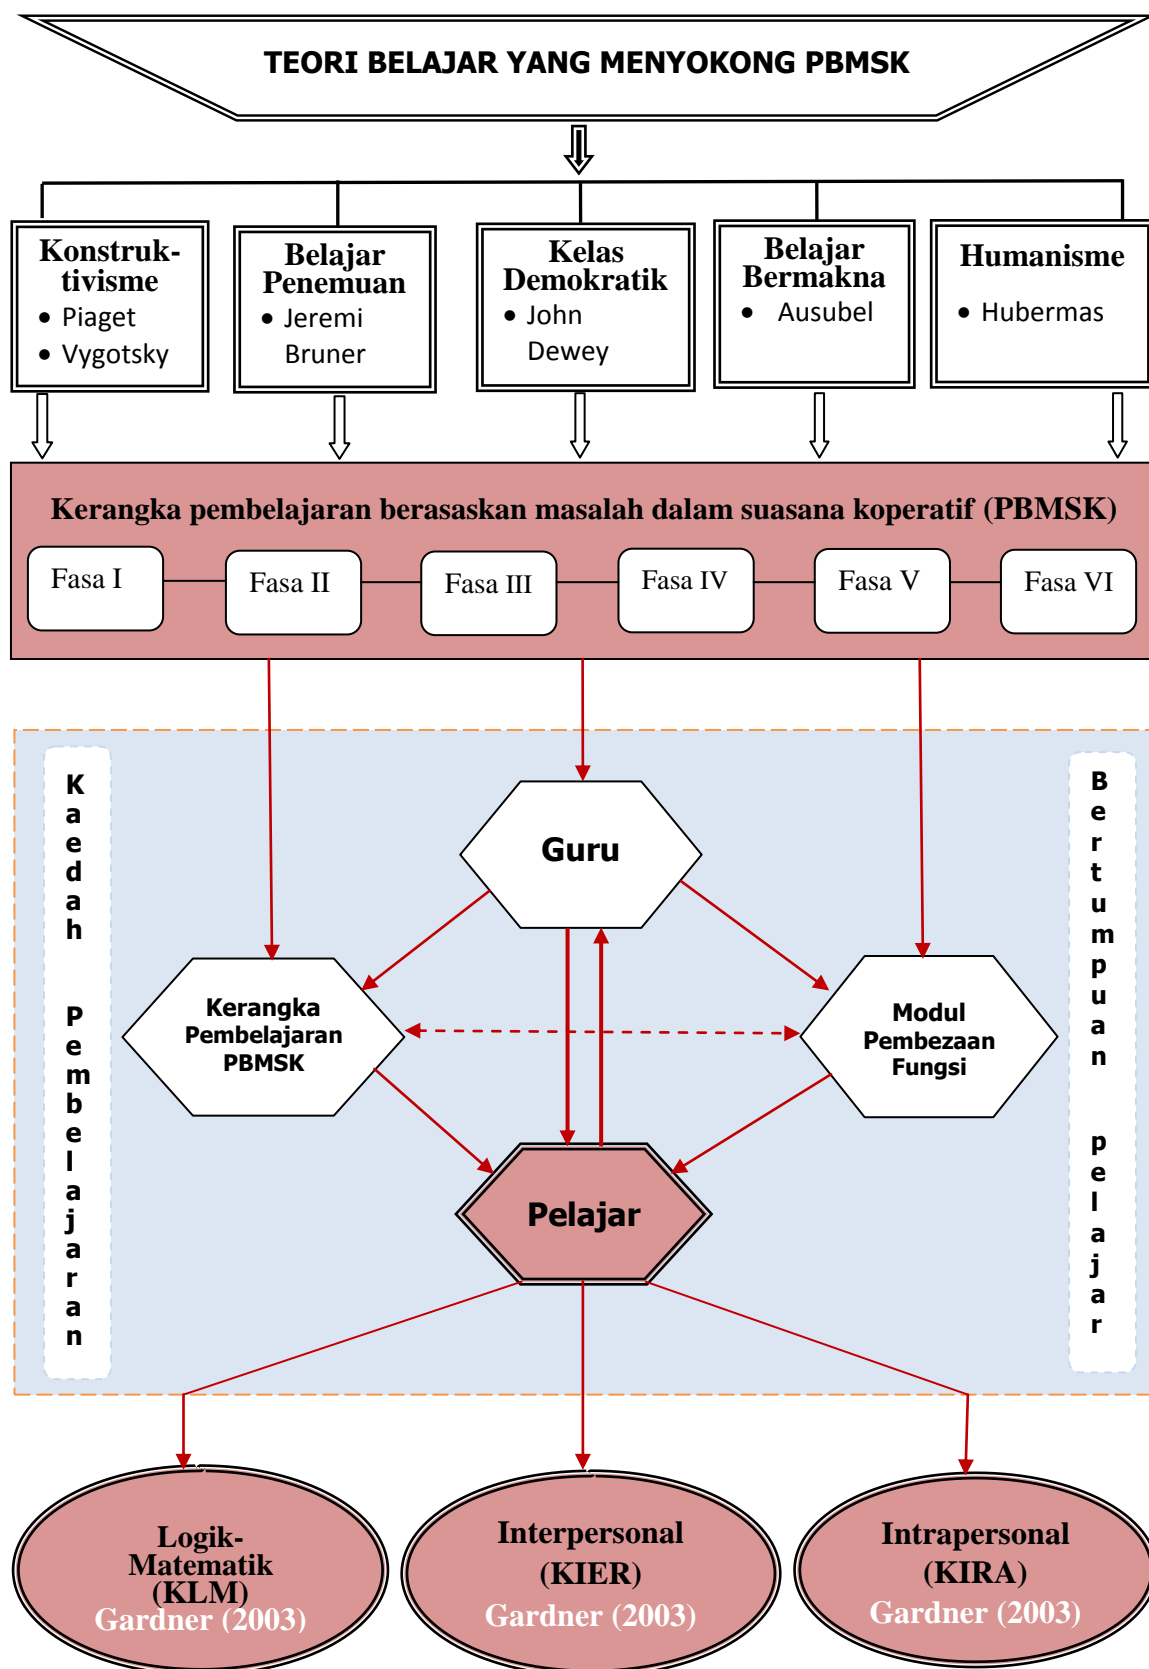 TEORI BELAJAR YANG MENYOKONG PBMSK
Konstruk-
tivisme
• Piaget
• Vygotsky
Belajar
Penemuan
• Jeremi
Bruner
Kelas
Demokratik
• John
Dewey
Belajar
Bermakna
• Ausubel
Humanisme
• Hubermas
Kerangka pembelajaran berasaskan masalah dalam suasana koperatif (PBMSK)
Fasa I
Fasa II
Fasa III
Fasa IV
Fasa V
Fasa VI
Kaedah Pembelajaran
Guru
Kerangka
Pembelajaran
PBMSK
Modul
Pembezaan
Fungsi
Pelajar
Bertumpuan pelajar
Logik-
Matematik
(KLM)
Gardner (2003)
Interpersonal
(KIER)
Gardner (2003)
Intrapersonal
(KIRA)
Gardner (2003)